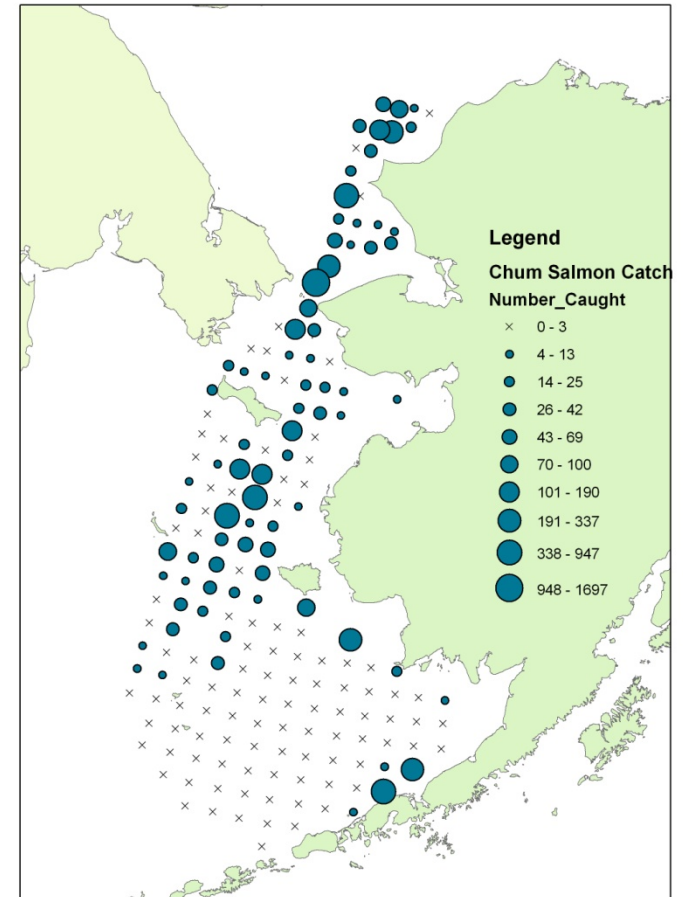 Legend
Chum Salmon Catch
Number_Caught
0 - 3
4 - 13
14 - 25
26 - 42
43 - 69
70 - 100
101 - 190
191 - 337
338 - 947
948 - 1697